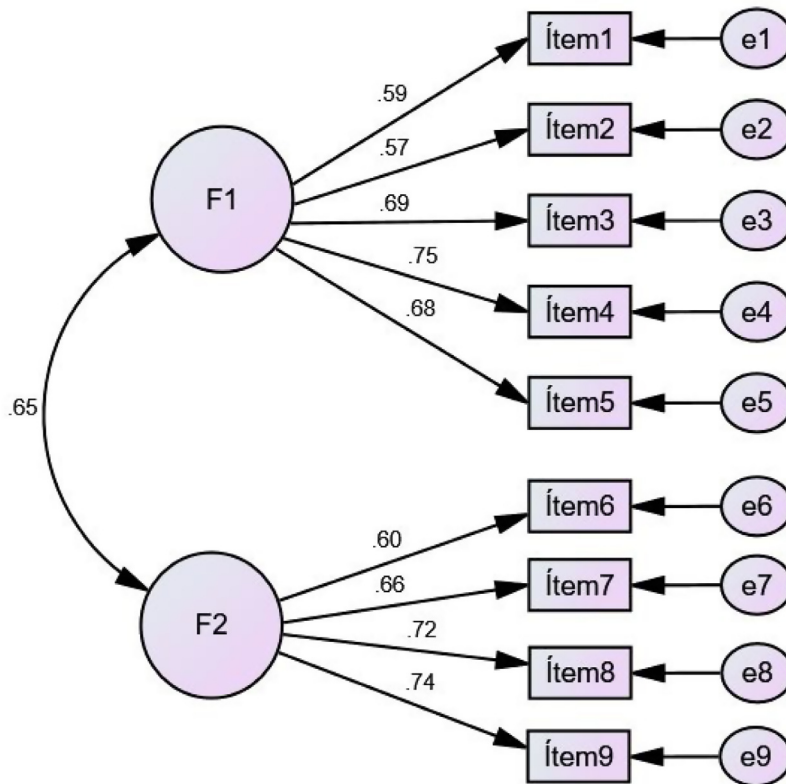 Ítem1
e1
.59
Ítem2
e2
.57
F1
.69
Ítem3
e3
.75
Ítem4
e4
.68
Ítem5
e5
.65
Ítem6
e6
.60
.66
Ítem7
e7
F2
.72
Ítem8
e8
.74
Ítem9
e9